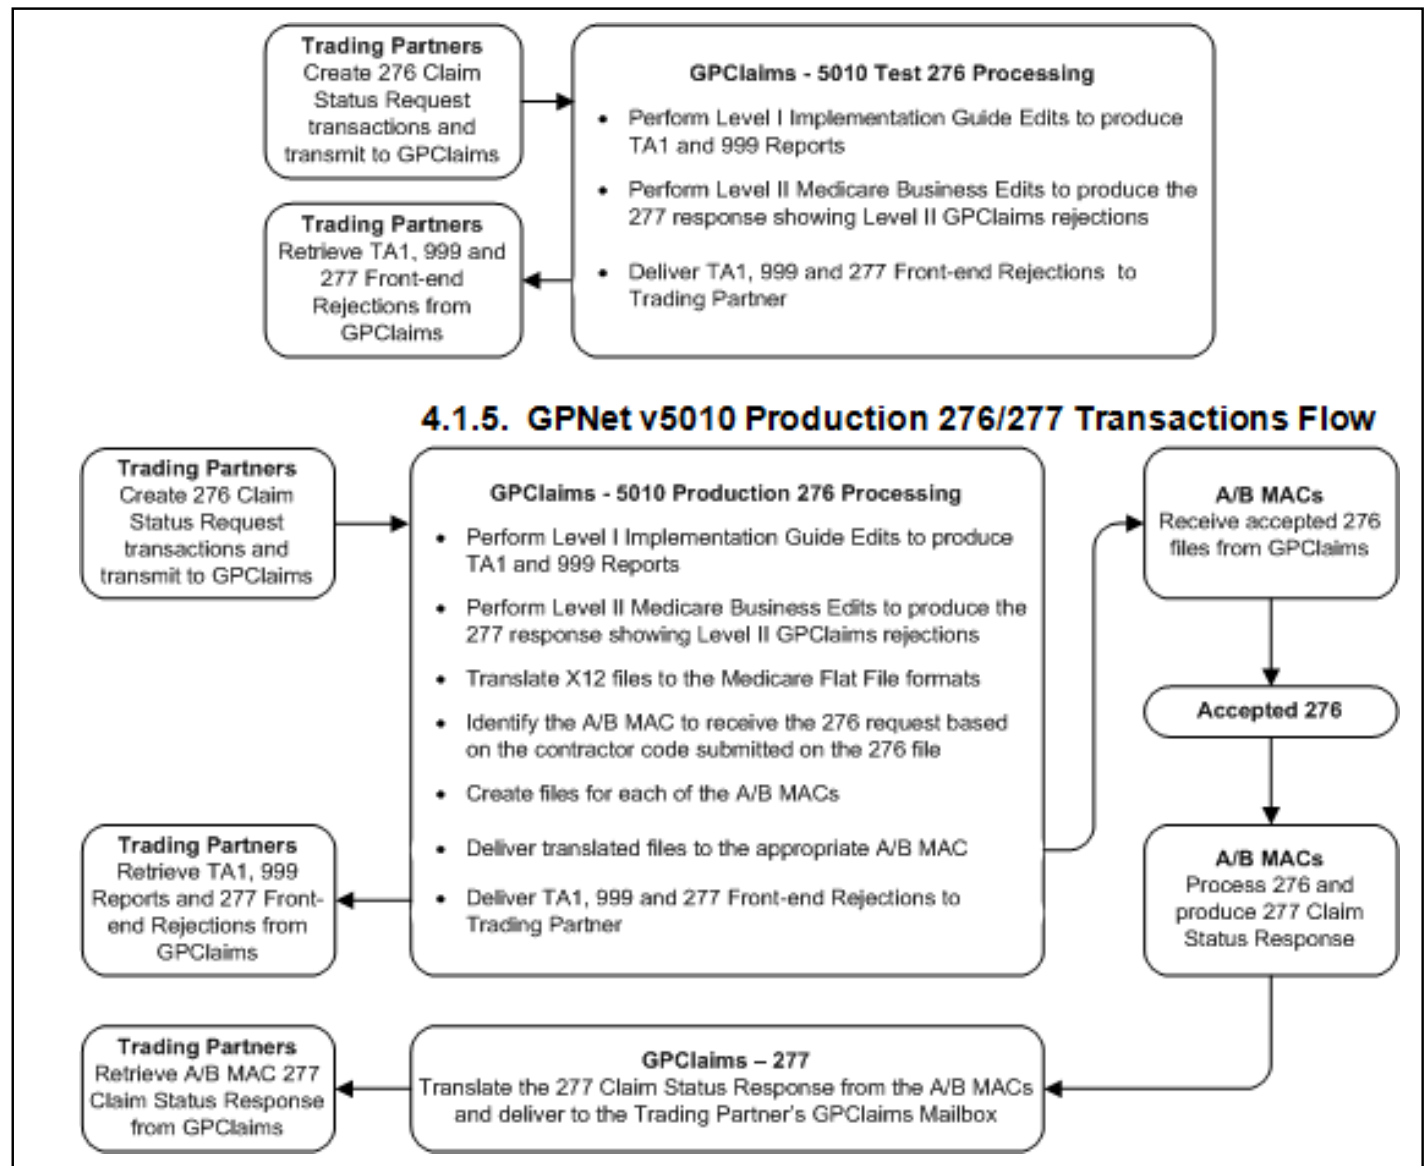 Trading Partners
Create 276 Claim
Status Request
transactions and
transmit to GPClaims
GPClaims - 5010 Test 276 Processing
• Perform Level I Implementation Guide Edits to produce
TA1 and 999 Reports
• Perform Level II Medicare Business Edits to produce the
277 response showing Level II GPClaims rejections
• Deliver TA1, 999 and 277 Front-end Rejections to
Trading Partner
Trading Partners
Retrieve TA1, 999 and
277 Front-end
Rejections from
GPClaims
4.1.5. GPNet v5010 Production 276/277 Transactions Flow
Trading Partners
Create 276 Claim
Status Request
transactions and
transmit to GPClaims
GPClaims - 5010 Production 276 Processing
• Perform Level I Implementation Guide Edits to produce
TA1 and 999 Reports
• Perform Level II Medicare Business Edits to produce the
277 response showing Level II GPClaims rejections
• Translate X12 files to the Medicare Flat File formats
• Identify the A/B MAC to receive the 276 request based
on the contractor code submitted on the 276 file
• Create files for each of the A/B MACs
• Deliver translated files to the appropriate A/B MAC
• Deliver TA1, 999 and 277 Front-end Rejections to
Trading Partner
A/B MACs
Receive accepted 276
files from GPClaims
Accepted 276
A/B MACs
Process 276 and
produce 277 Claim
Status Response
Trading Partners
Retrieve TA1, 999
Reports and 277 Front-
end Rejections from
GPClaims
GPClaims – 277
Translate the 277 Claim Status Response from the A/B MACs
and deliver to the Trading Partner's GPClaims Mailbox
Trading Partners
Retrieve A/B MAC 277
Claim Status Response
from GPClaims